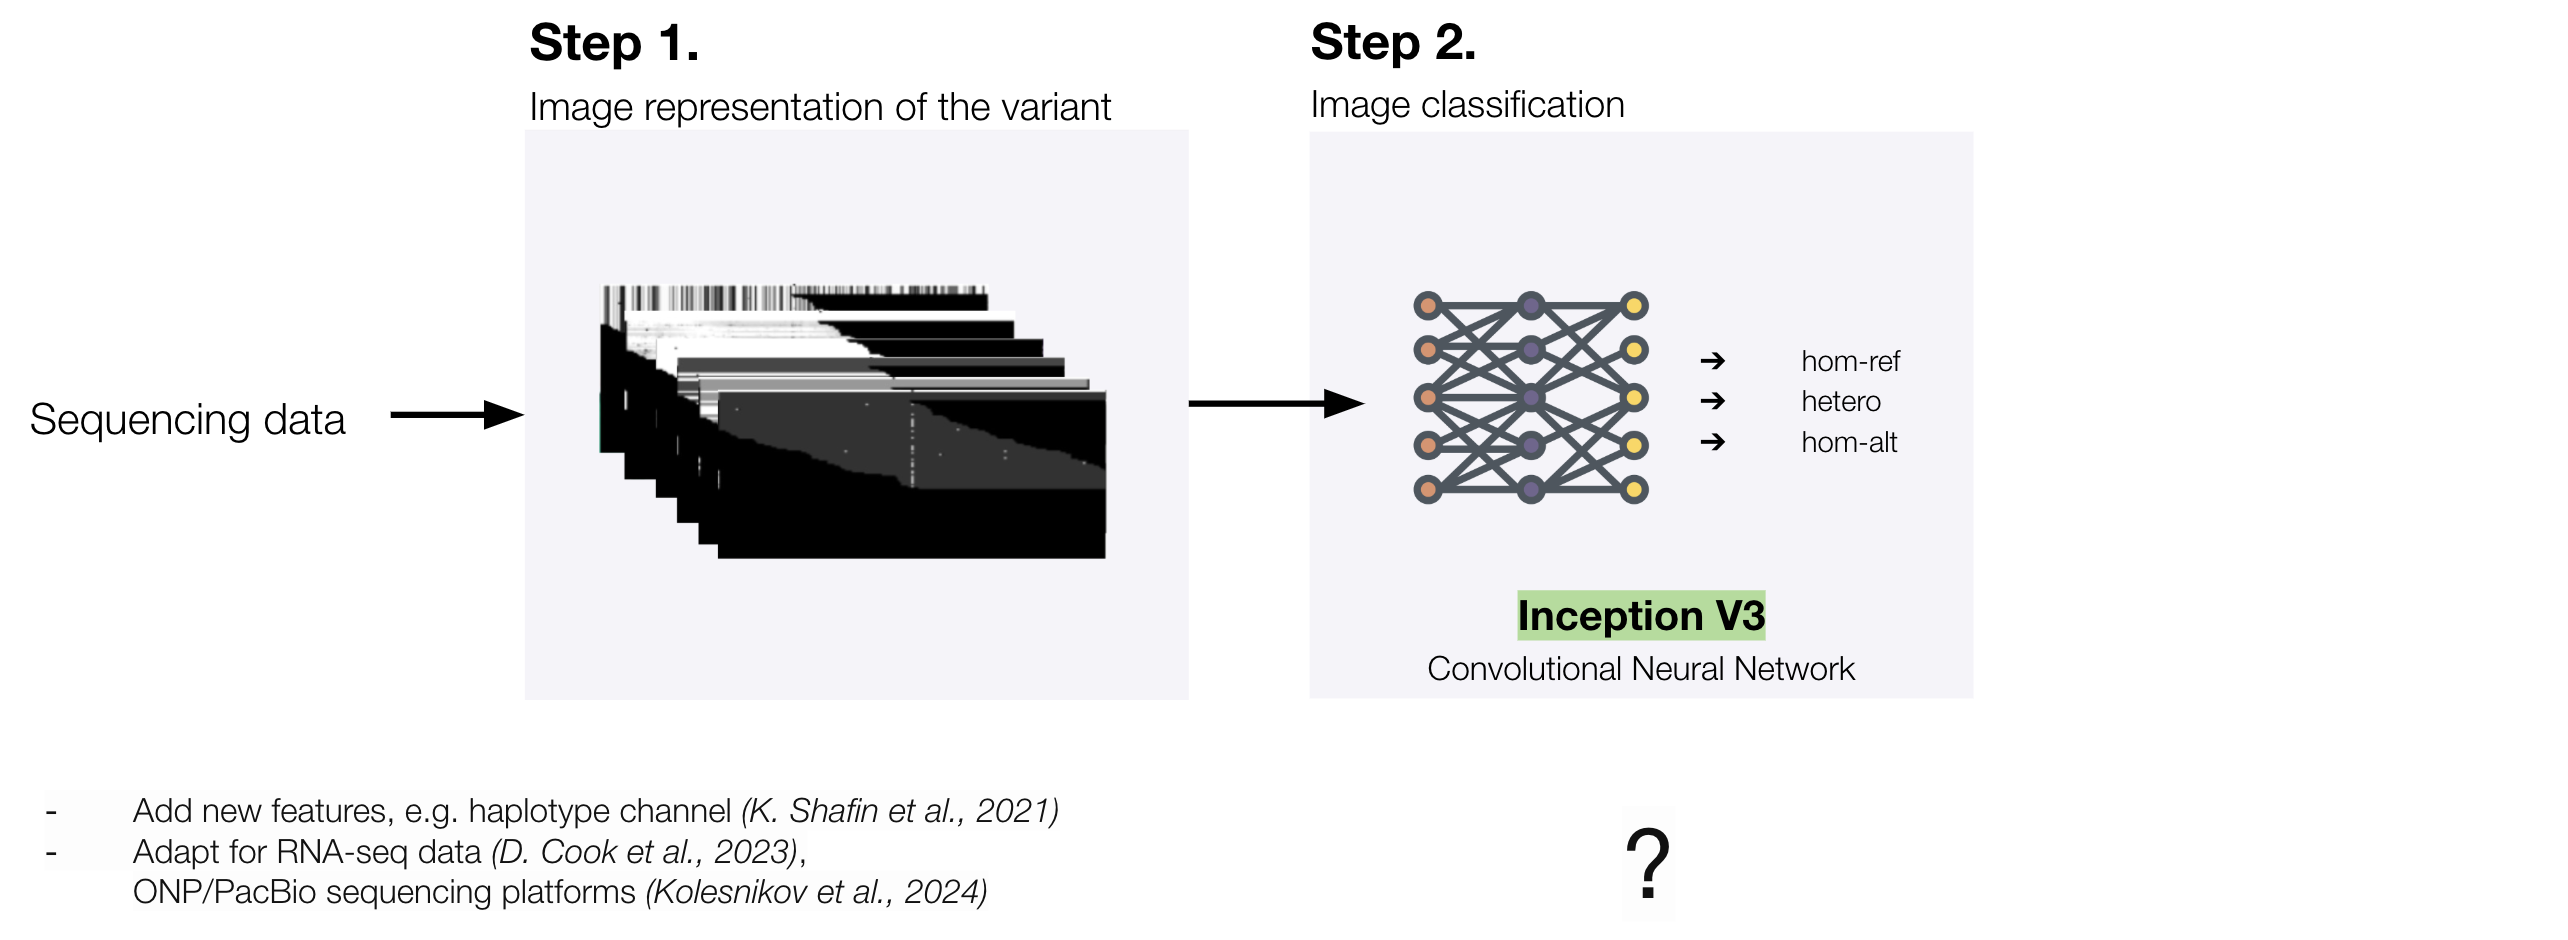 Step 1.
Image representation of the variant
Step 2.
Image classification
Sequencing data
➔ hom-ref
➔ hetero
➔ hom-alt
Inception V3
Convolutional Neural Network
- Add new features, e.g. haplotype channel (K. Shafin et al., 2021)
- Adapt for RNA-seq data (D. Cook et al., 2023),
ONP/PacBio sequencing platforms (Kolesnikov et al., 2024)
?